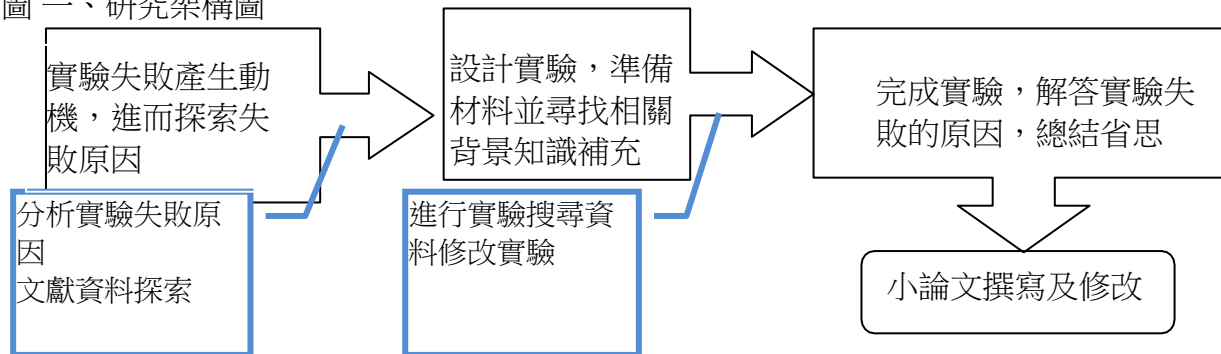 圖 一、研究架構圖
實驗失敗產生動
機，進而探索失
敗原因
設計實驗，準備
材料並尋找相關
背景知識補充
完成實驗，解答實驗失
敗的原因，總結省思
分析實驗失敗原
因
文獻資料探索
進行實驗搜尋資
料修改實驗
小論文撰寫及修改